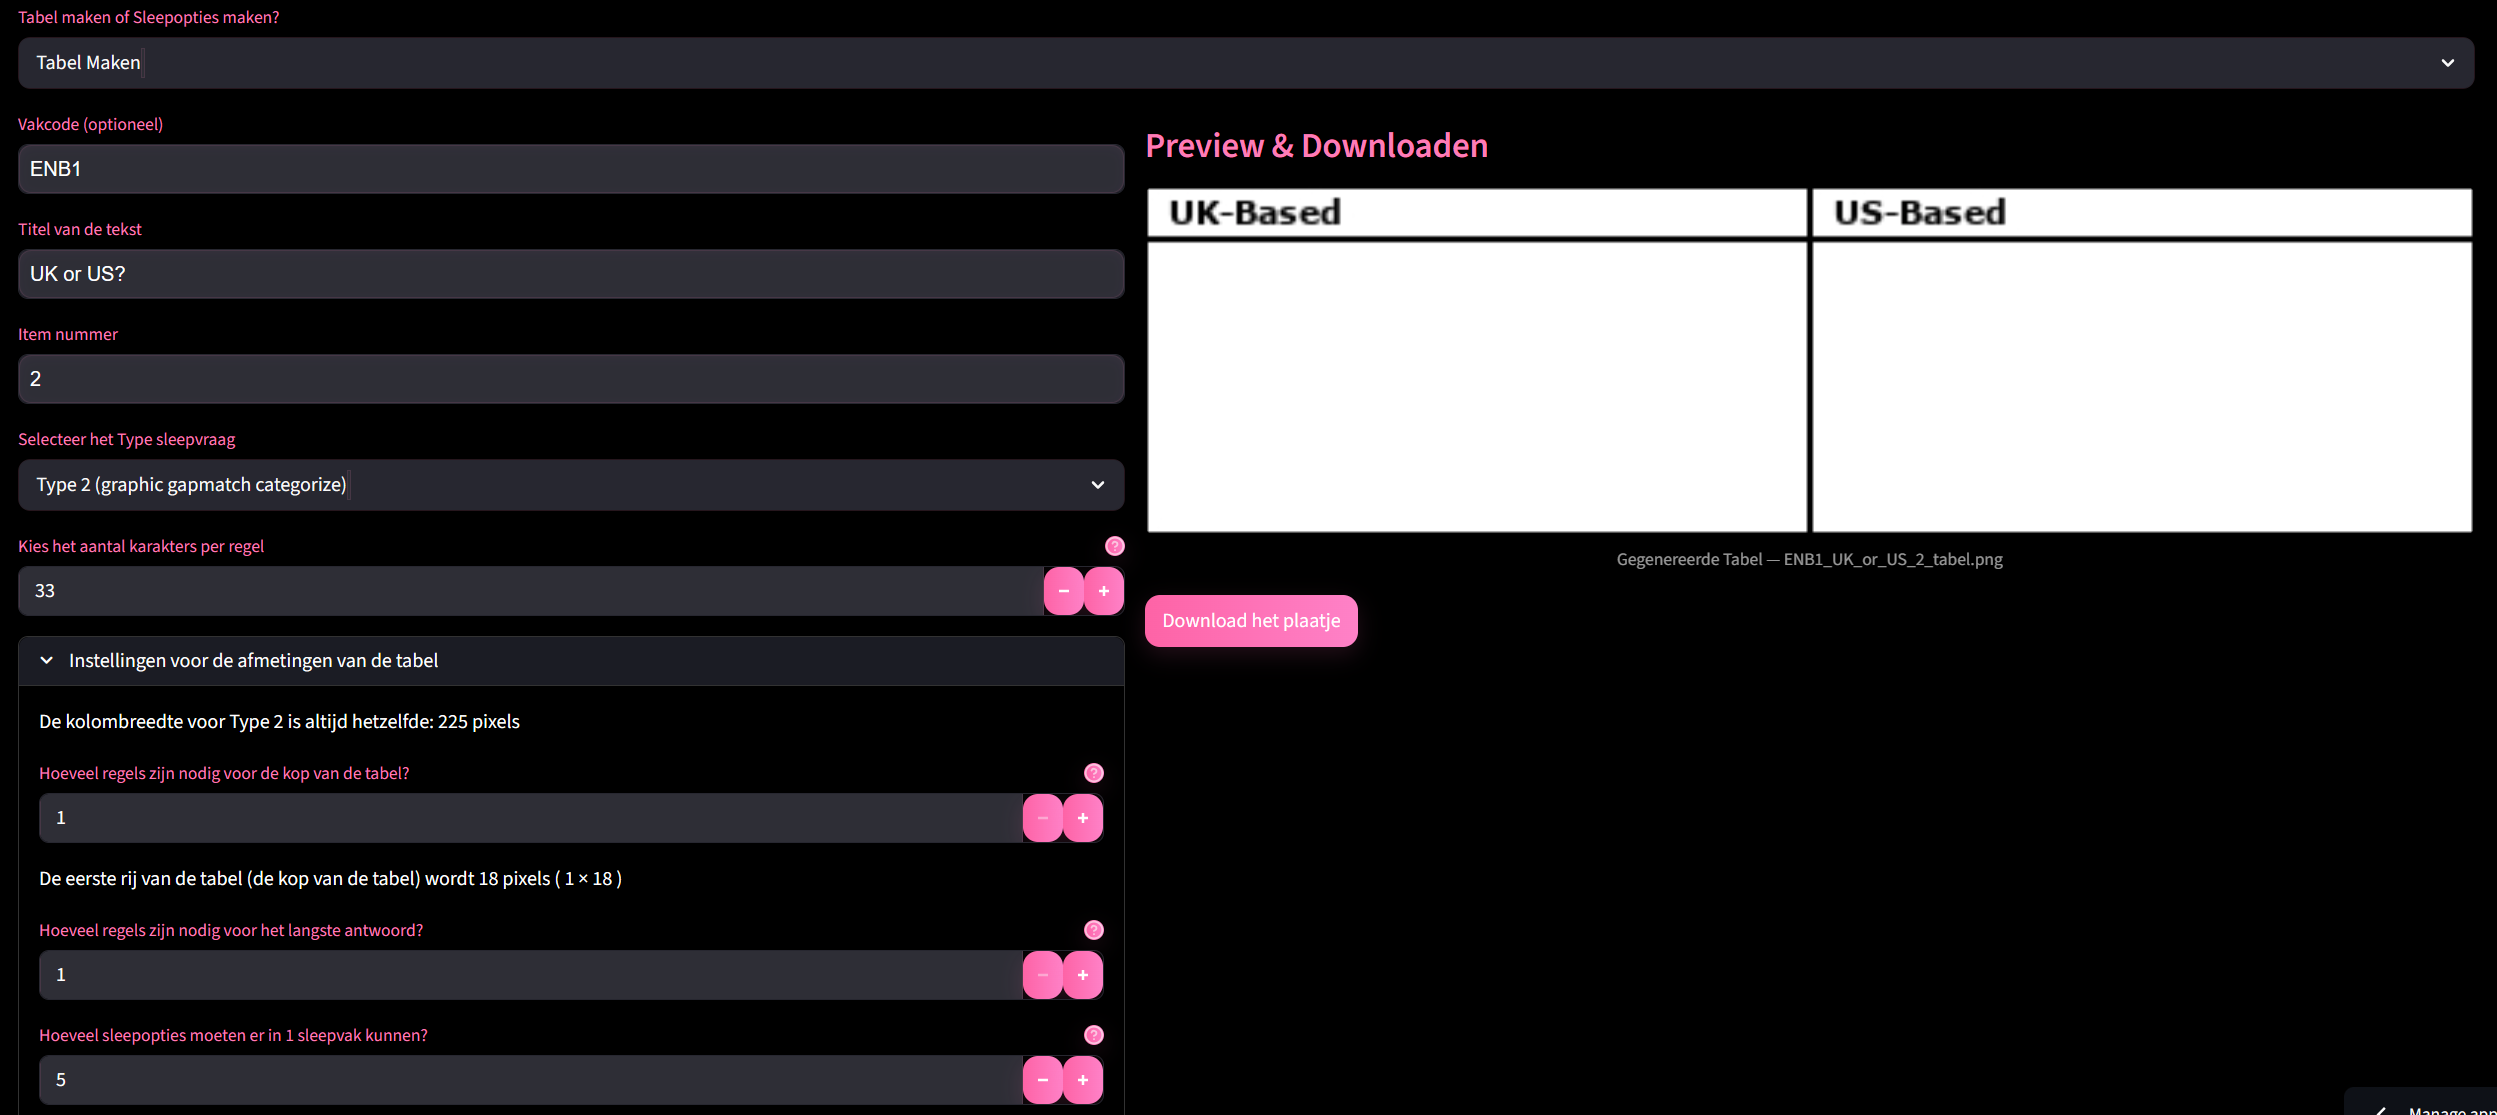 Tabel maken of Sleepopties maken?
Tabel Maken
Vakcode (optioneel)
ENB1
Titel van de tekst
UK or US?
Item nummer
2
Selecteer het Type sleepvraag
Type 2 (graphic gapmatch categorize)
Kies het aantal karakters per regel
?
33
−
+
Instellingen voor de afmetingen van de tabel
De kolombreedte voor Type 2 is altijd hetzelfde: 225 pixels
Hoeveel regels zijn nodig voor de kop van de tabel?
?
1
−
+
De eerste rij van de tabel (de kop van de tabel) wordt 18 pixels ( 1 × 18 )
Hoeveel regels zijn nodig voor het langste antwoord?
?
1
−
+
Hoeveel sleepopties moeten er in 1 sleepvak kunnen?
?
5
−
+
Preview & Downloaden
UK-Based
US-Based
Gegenereerde Tabel — ENB1_UK_or_US_2_tabel.png
Download het plaatje
Manage app